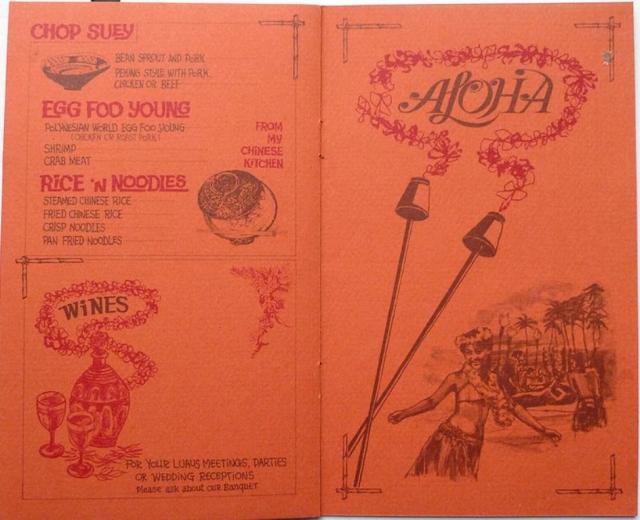 CHOP SUEY
BEAN SPROUT AND PORK
PEKING STYLE WITH PORK,
CHICKEN OR BEEF
EGG FOO YOUNG
POLYNESIAN WORLD EGG FOO YOUNG
(CHICKEN OR ROAST PORK)
SHRIMP
CRAB MEAT
FROM
MY
CHINESE
KITCHEN
RICE 'N NOODLES
STEAMED CHINESE RICE
FRIED CHINESE RICE
CRISP NOODLES
PAN FRIED NOODLES
WINES
FOR YOUR LUAUS MEETINGS, PARTIES
OR WEDDING RECEPTIONS
Please ask about our Banquet
ALOHA